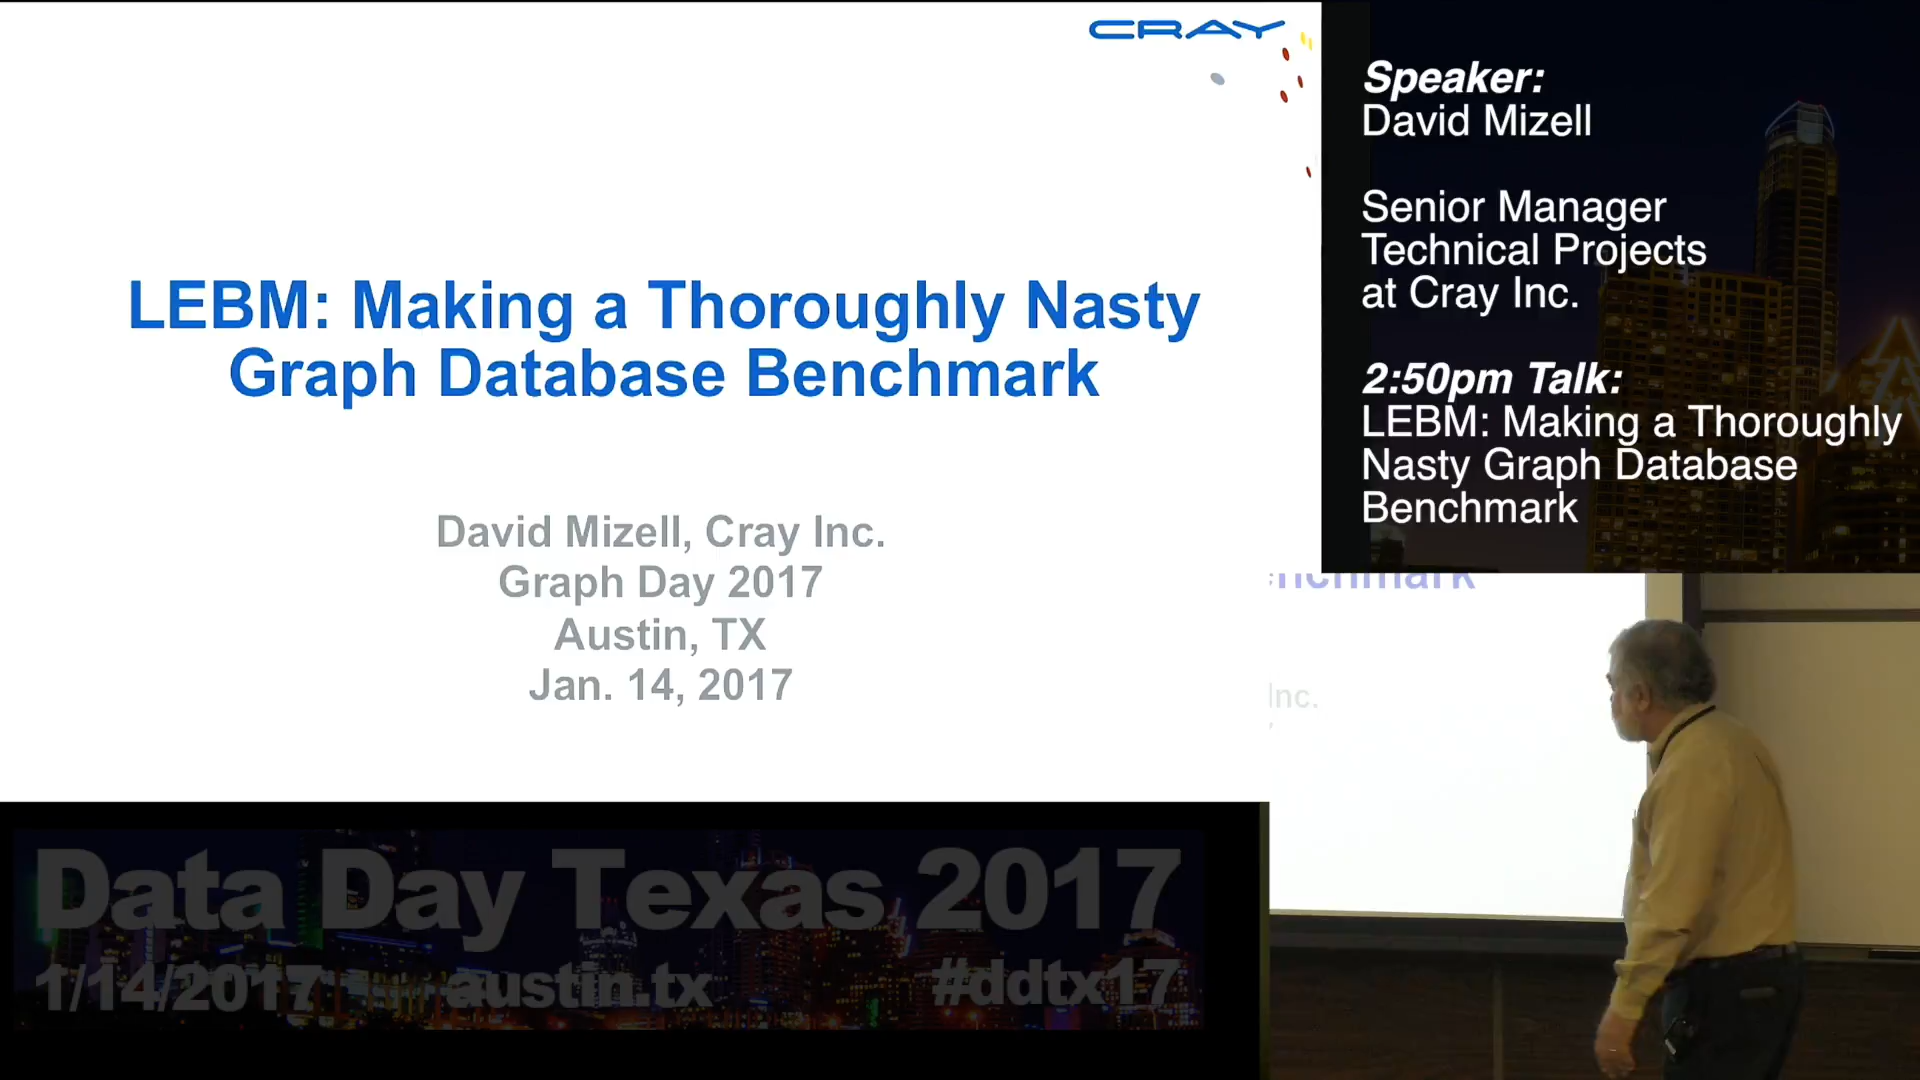 CRAY
LEBM: Making a Thoroughly Nasty
Graph Database Benchmark
David Mizell, Cray Inc.
Graph Day 2017
Austin, TX
Jan. 14, 2017
Speaker:
David Mizell
Senior Manager
Technical Projects
at Cray Inc.
2:50pm Talk:
LEBM: Making a Thoroughly
Nasty Graph Database
Benchmark
Inc.
Data Day Texas 2017
1/14/2017 austin.tx #ddtx17